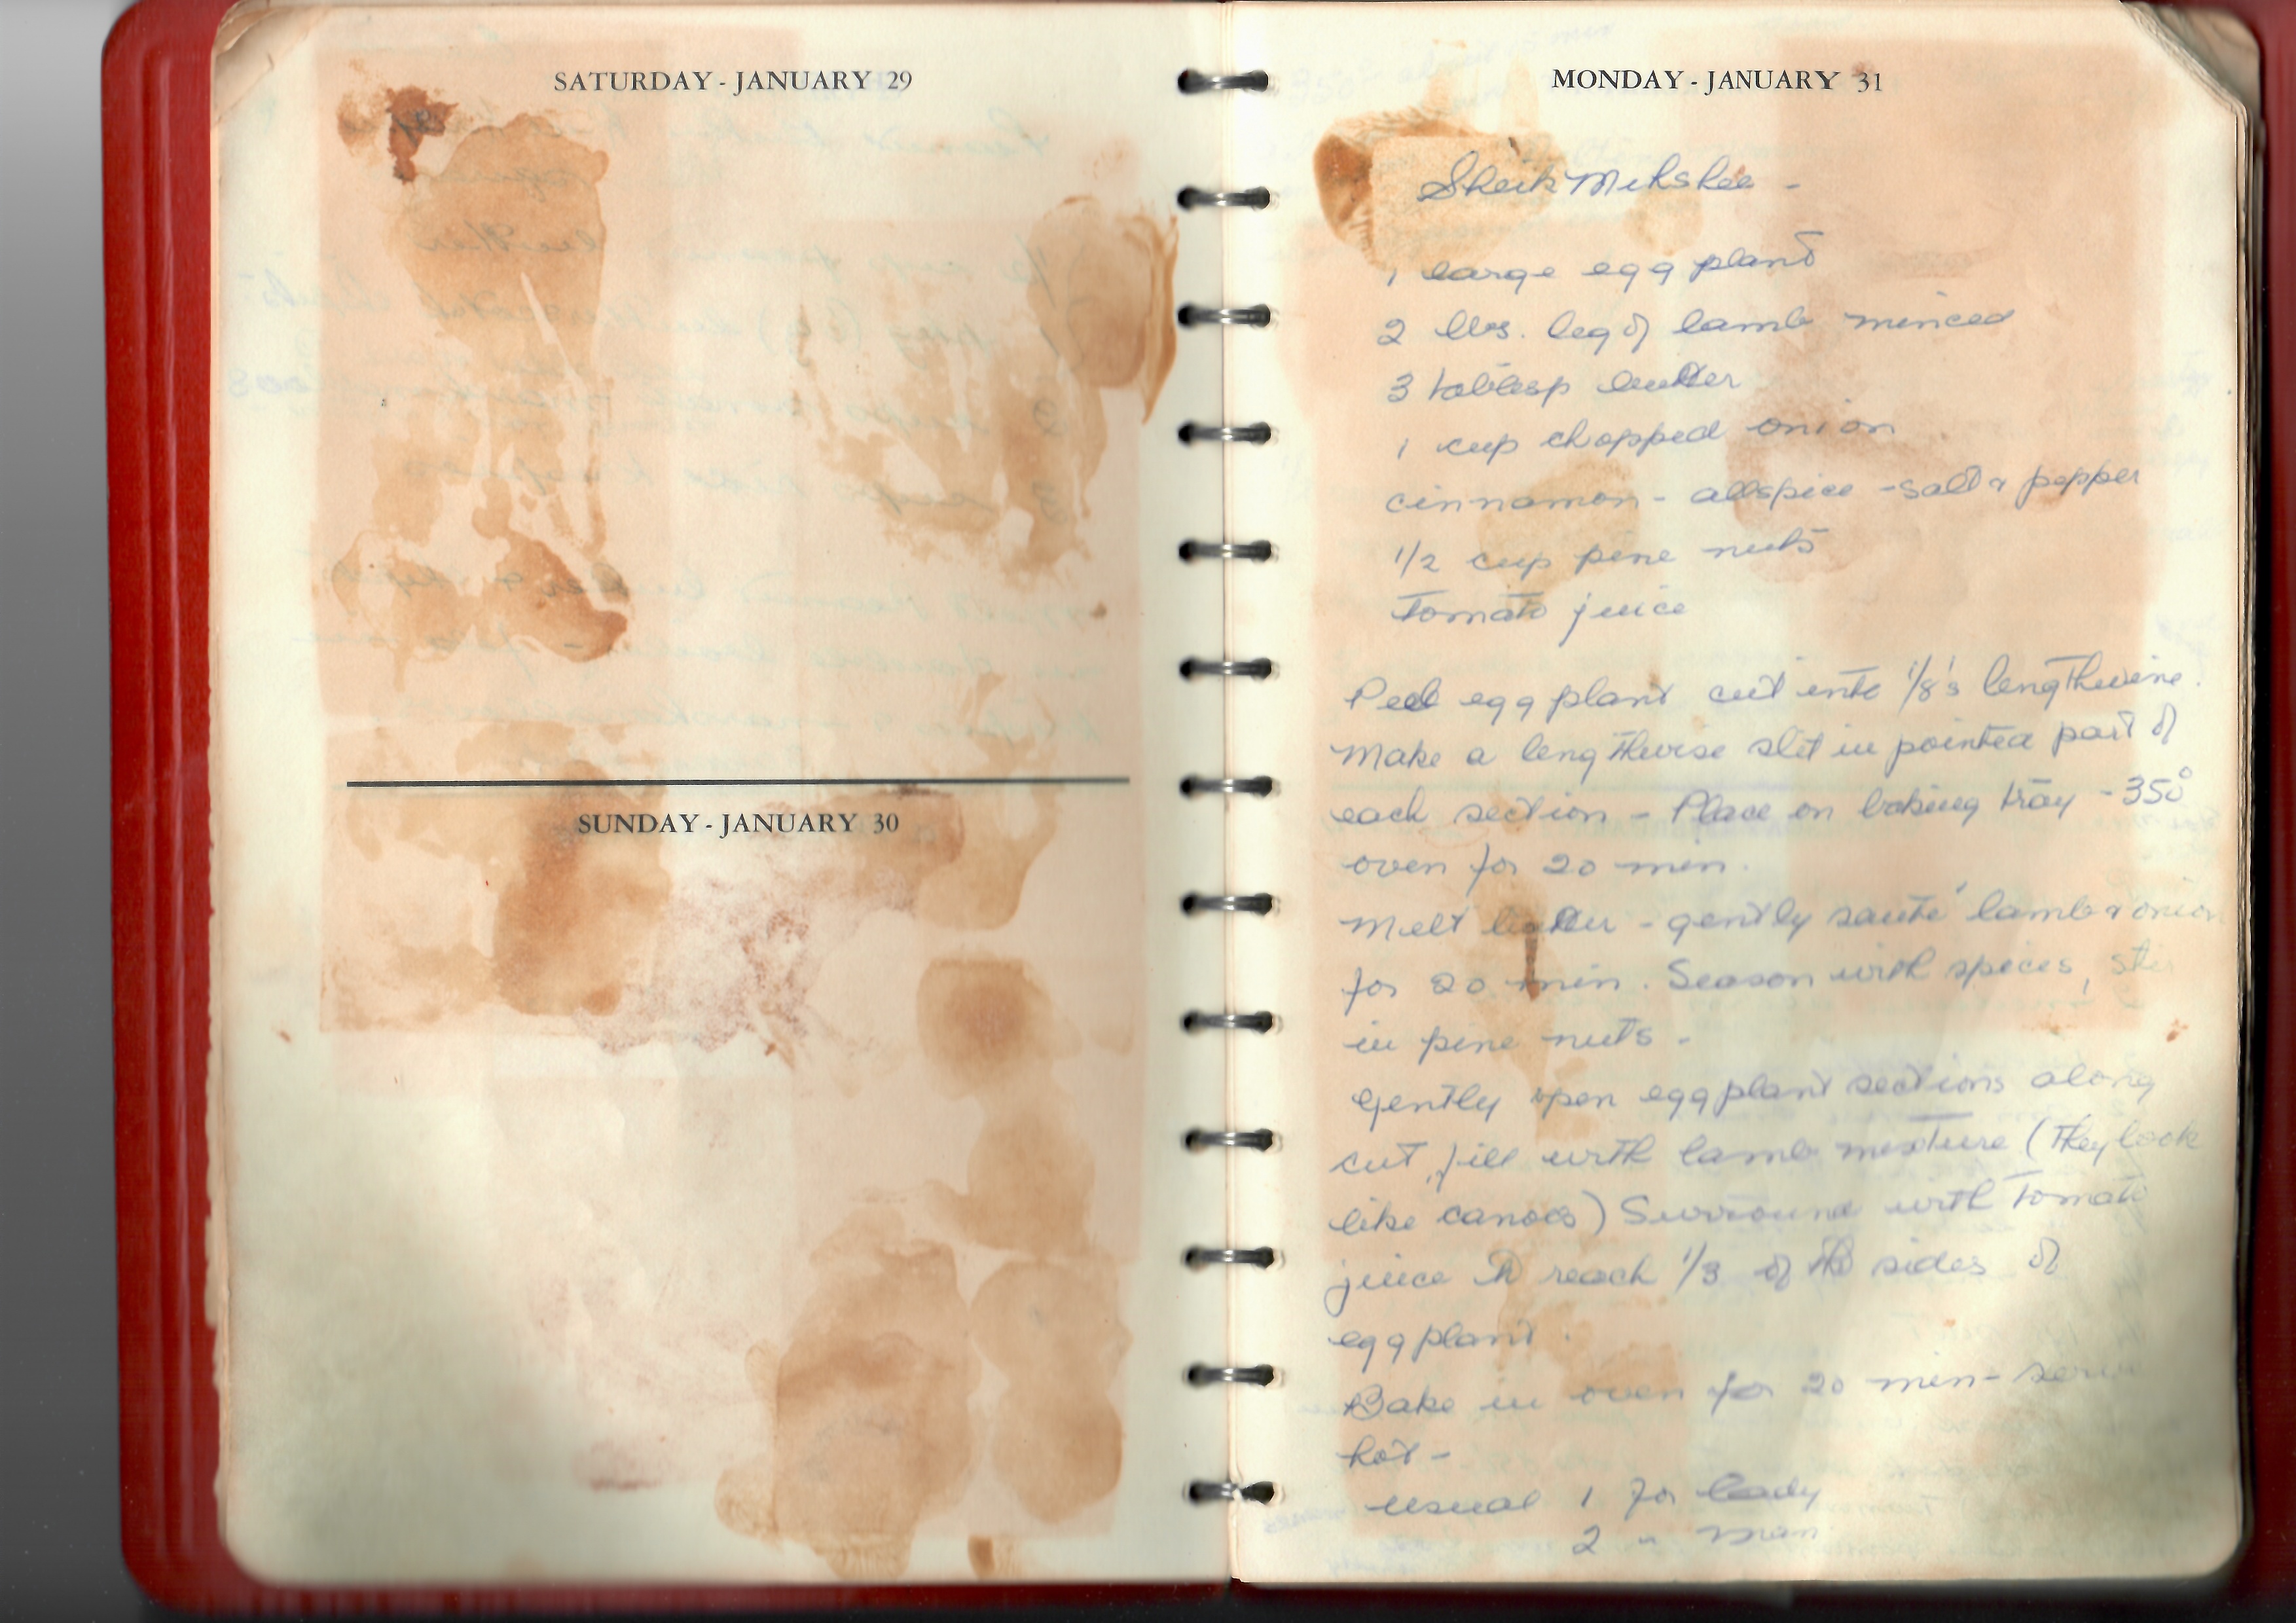 SATURDAY - JANUARY 29
SUNDAY - JANUARY 30
MONDAY - JANUARY 31
Sheik Mehshee -
1 large egg plant
2 lbs. leg of lamb minced
3 tablesp butter
1 cup chopped onion
cinnamon - allspice - salt & pepper
1/2 cup pine nuts
Tomato juice
Peel egg plant cut into 1/8's lengthwise.
Make a lengthwise slit in pointed part of
each section - Place on baking tray - 350°
oven for 20 min.
Melt butter - gently sauté lamb & onion
for 20 min. Season with spices, stir
in pine nuts -
Gently open egg plant sections along
cut, fill with lamb mixture (they look
like canoes) Surround with Tomato
juice to reach 1/3 of the sides of
egg plant.
Bake in oven for 20 min - serve
hot -
usual 1 for lady
2 " man